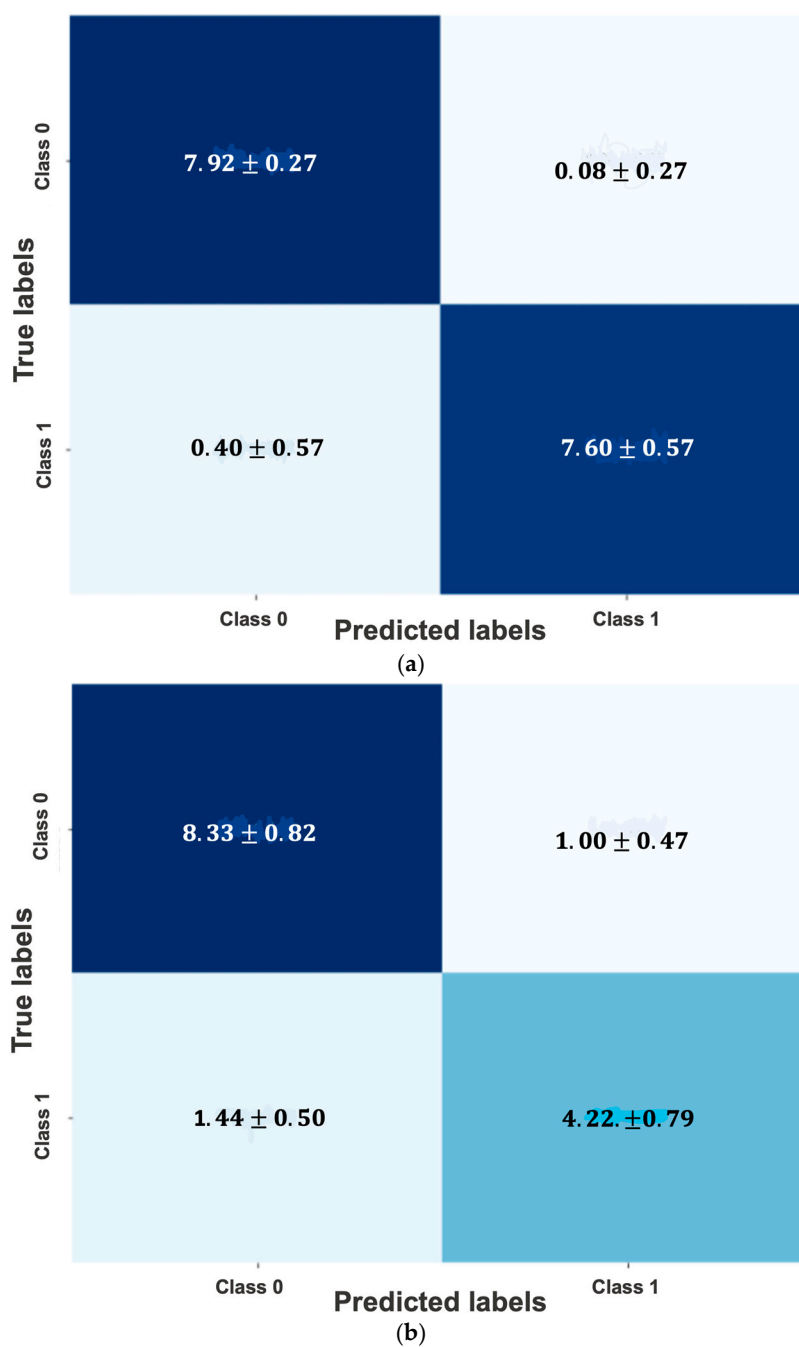 True labels
Class 0
7.92 ± 0.27
0.08 ± 0.27
Class 1
0.40 ± 0.57
7.60 ± 0.57
Class 0
Class 1
Predicted labels
(a)
True labels
Class 0
8.33 ± 0.82
1.00 ± 0.47
Class 1
1.44 ± 0.50
4.22. ±0.79
Class 0
Class 1
Predicted labels
(b)